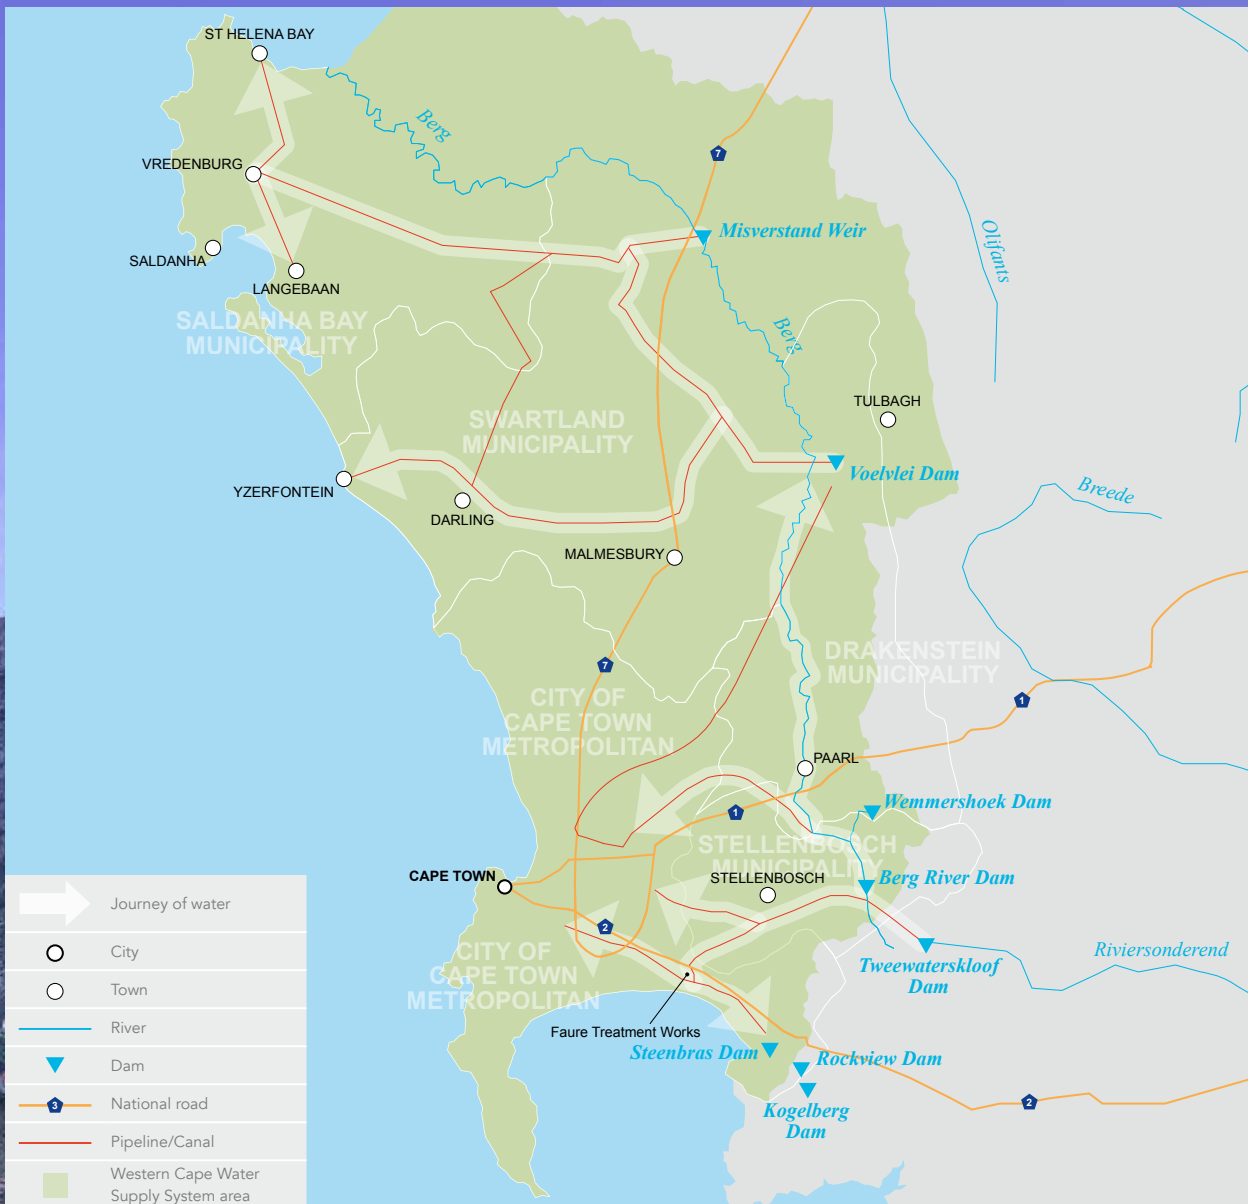 ST HELENA BAY
Berg
7
VREDENBURG
Misverstand Weir
Olifants
SALDANHA
LANGEBAAN
SALDANHA BAY
MUNICIPALITY
Berg
TULBAGH
SWARTLAND
MUNICIPALITY
Voelvlei Dam
YZERFONTEIN
DARLING
Breede
MALMESBURY
DRAKENSTEIN
MUNICIPALITY
7
CITY OF
CAPE TOWN
METROPOLITAN
1
PAARL
Wemmershoek Dam
1
STELLENBOSCH
MUNICIPALITY
CAPE TOWN
STELLENBOSCH
Berg River Dam
2
CITY OF
CAPE TOWN
METROPOLITAN
Riviersonderend
Tweewaterskloof
Dam
Faure Treatment Works
Steenbras Dam
Rockview Dam
Kogelberg
Dam
2
Journey of water
City
Town
River
Dam
3
National road
Pipeline/Canal
Western Cape Water
Supply System area